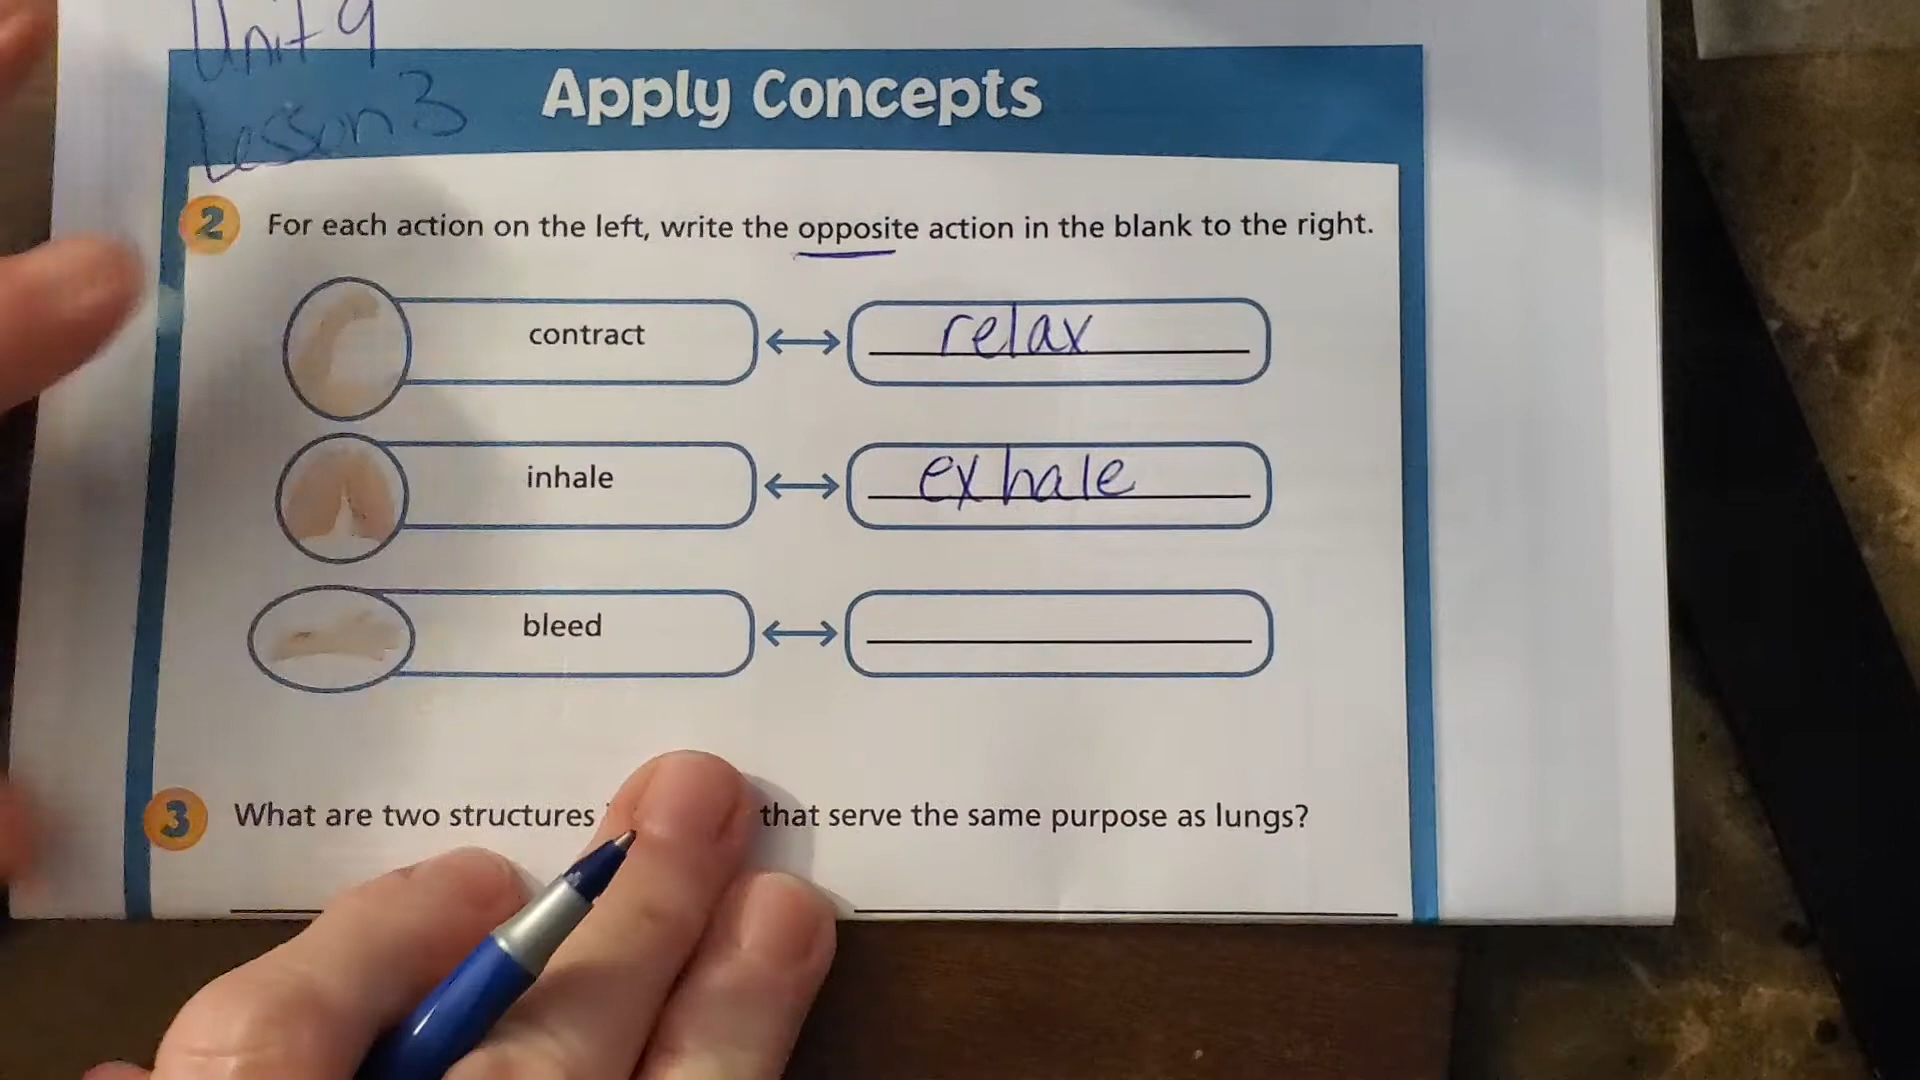 Unit 9
Lesson 3
Apply Concepts
2 For each action on the left, write the opposite action in the blank to the right.
contract ↔ relax
inhale ↔ exhale
bleed ↔
3 What are two structures that serve the same purpose as lungs?